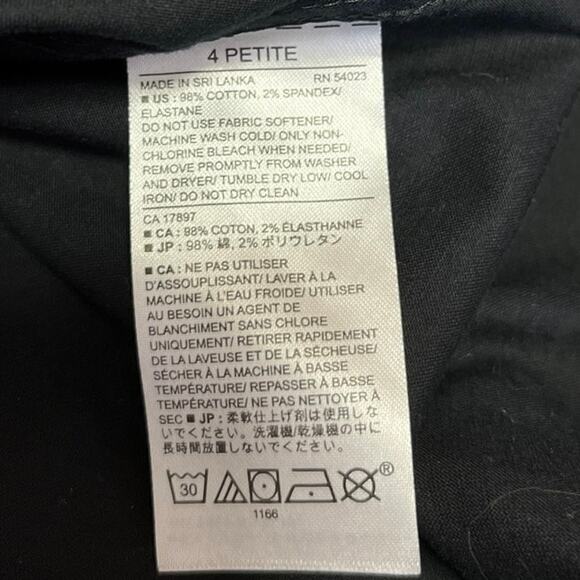 4 PETITE
MADE IN SRI LANKA RN 54023
■ US : 98% COTTON, 2% SPANDEX/
ELASTANE
DO NOT USE FABRIC SOFTENER/
MACHINE WASH COLD/ ONLY NON-
CHLORINE BLEACH WHEN NEEDED/
REMOVE PROMPTLY FROM WASHER
AND DRYER/ TUMBLE DRY LOW/ COOL
IRON/ DO NOT DRY CLEAN
CA 17897
■ CA : 98% COTTON, 2% ÉLASTHANNE
■ JP : 98% 綿, 2% ポリウレタン
■ CA : NE PAS UTILISER
D'ASSOUPLISSANT/ LAVER À LA
MACHINE À L'EAU FROIDE/ UTILISER
AU BESOIN UN AGENT DE
BLANCHIMENT SANS CHLORE
UNIQUEMENT/ RETIRER RAPIDEMENT
DE LA LAVEUSE ET DE LA SÉCHEUSE/
SÉCHER À LA MACHINE À BASSE
TEMPÉRATURE/ REPASSER À BASSE
TEMPÉRATURE/ NE PAS NETTOYER À
SEC ■ JP : 柔軟仕上げ剤は使用しな
いでください。洗濯機/乾燥機の中に
長時間放置しないでください。
30 ®
1166